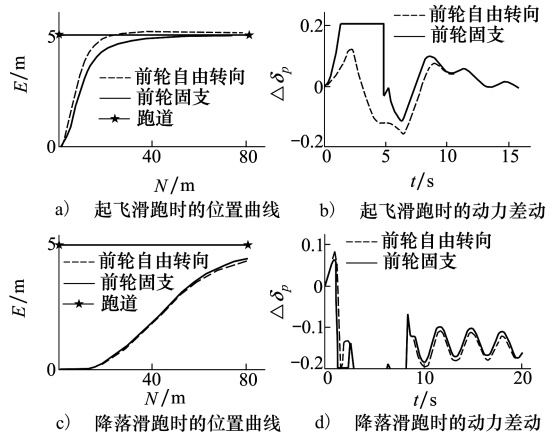 5
E/m
0
前轮自由转向
前轮固支
跑道
40
80
N/m
a) 起飞滑跑时的位置曲线
0.2
Δδp
0
−0.2
前轮自由转向
前轮固支
0
5
10
15
t/s
b) 起飞滑跑时的动力差动
5
E/m
0
前轮自由转向
前轮固支
跑道
40
80
N/m
c) 降落滑跑时的位置曲线
0.1
Δδp
0
−0.1
−0.2
前轮自由转向
前轮固支
0
10
20
t/s
d) 降落滑跑时的动力差动